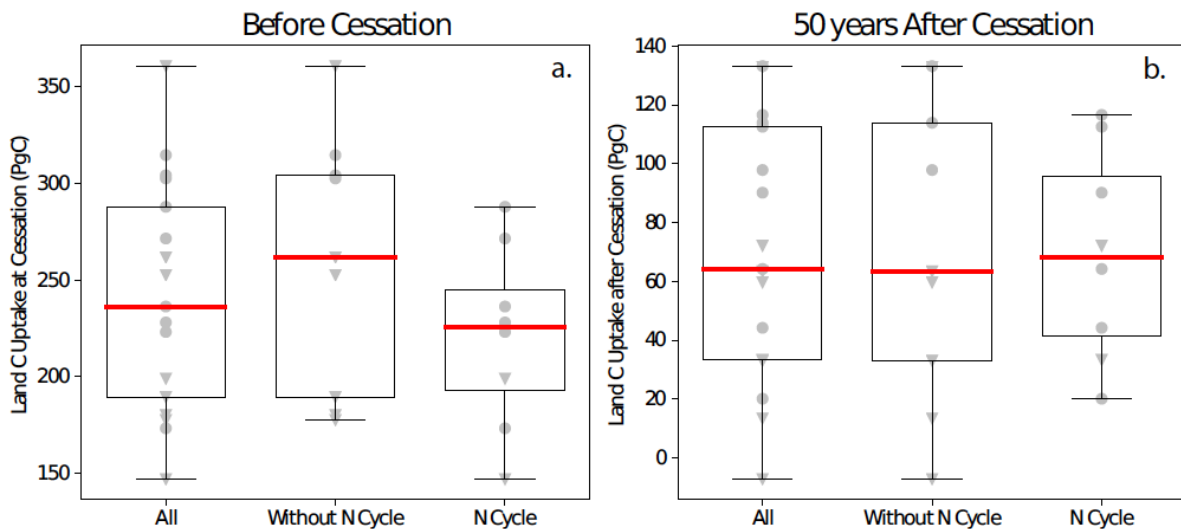 Before Cessation
a.
Land C Uptake at Cessation (PgC)
350
300
250
200
150
All
Without N Cycle
N Cycle
50 years After Cessation
b.
Land C Uptake after Cessation (PgC)
140
120
100
80
60
40
20
0
All
Without N Cycle
N Cycle